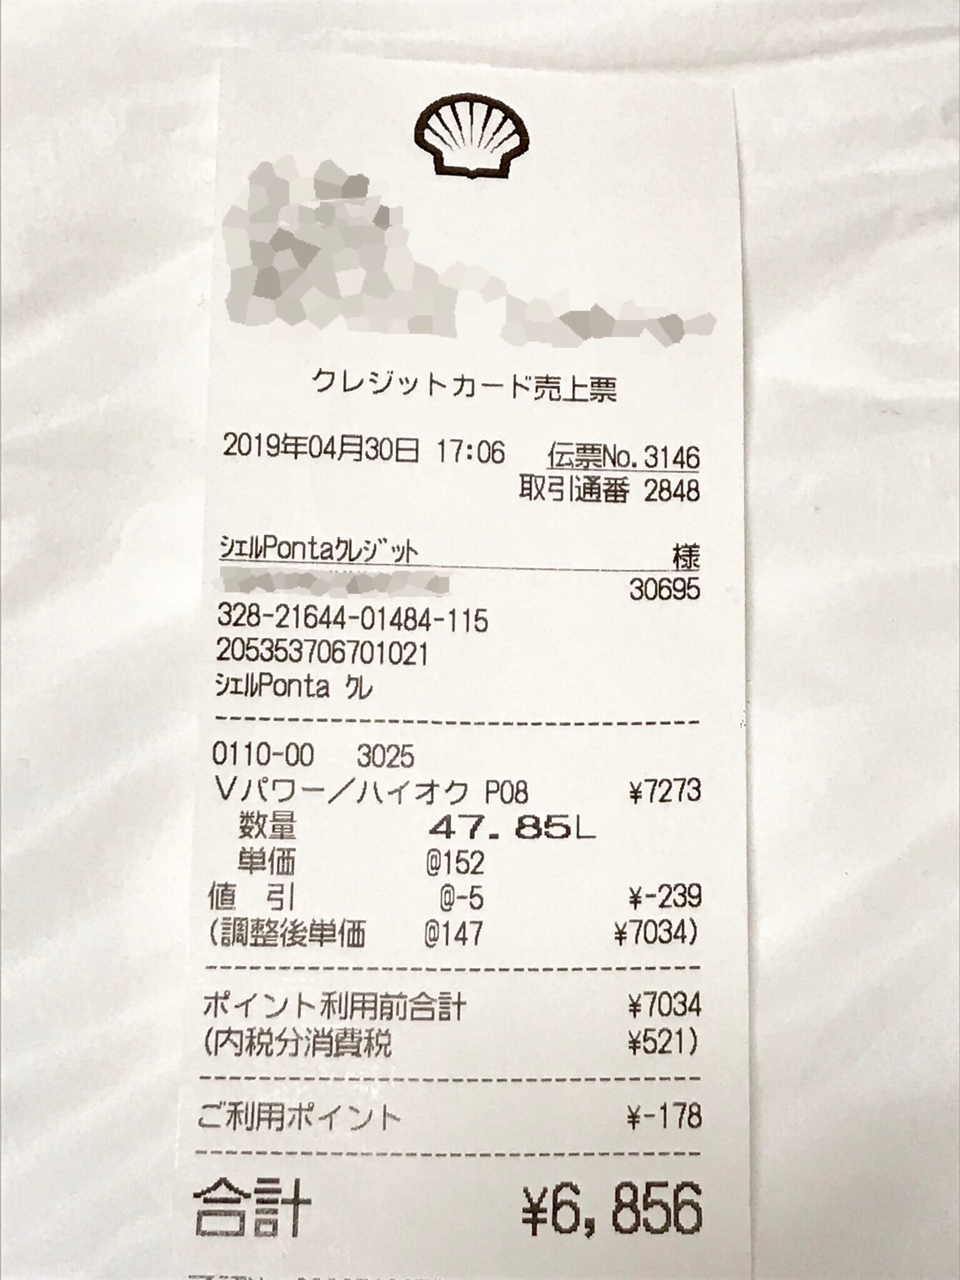 クレジットカード売上票
2019年04月30日 17:06 伝票No.3146
取引通番 2848
ｼｪﾙPontaｸﾚｼﾞｯﾄ 様
30695
328-21644-01484-115
205353706701021
ｼｪﾙPonta ｸﾚ
0110-00 3025
Vパワー／ハイオク P08 ¥7273
数量 47.85L
単価 @152
値 引 @-5 ¥-239
(調整後単価 @147 ¥7034)
ポイント利用前合計 ¥7034
(内税分消費税 ¥521)
ご利用ポイント ¥-178
合計 ¥6,856